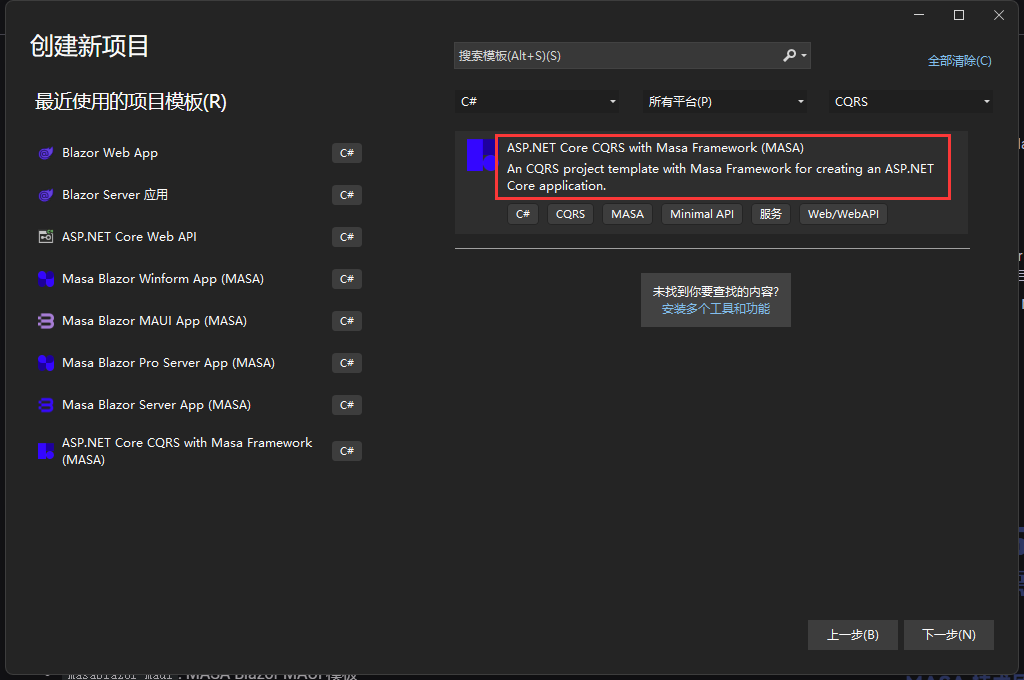 创建新项目
搜索模板(Alt+S)(S)
全部清除(C)
最近使用的项目模板(R)
C#
所有平台(P)
CQRS
Blazor Web App
C#
Blazor Server 应用
C#
ASP.NET Core Web API
C#
Masa Blazor Winform App (MASA)
C#
Masa Blazor MAUI App (MASA)
C#
Masa Blazor Pro Server App (MASA)
C#
Masa Blazor Server App (MASA)
C#
ASP.NET Core CQRS with Masa Framework
(MASA)
C#
ASP.NET Core CQRS with Masa Framework (MASA)
An CQRS project template with Masa Framework for creating an ASP.NET
Core application.
C#
CQRS
MASA
Minimal API
服务
Web/WebAPI
未找到你要查找的内容?
安装多个工具和功能
上一步(B)
下一步(N)